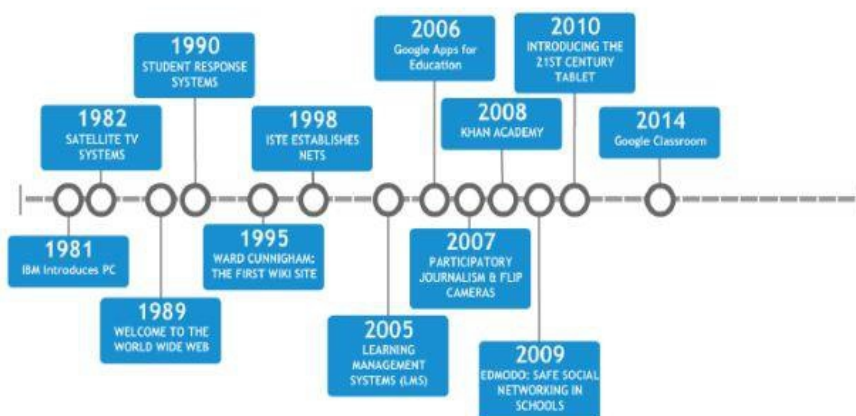 1990
STUDENT RESPONSE
SYSTEMS
2006
Google Apps for
Education
2010
INTRODUCING THE
21ST CENTURY
TABLET
1982
SATELLITE TV
SYSTEMS
1998
ISTE ESTABLISHES
NETS
2008
KHAN ACADEMY
2014
Google Classroom
1981
IBM Introduces PC
1995
WARD CUNNIGHAM:
THE FIRST WIKI SITE
2007
PARTICIPATORY
JOURNALISM & FLIP
CAMERAS
1989
WELCOME TO THE
WORLD WIDE WEB
2005
LEARNING
MANAGEMENT
SYSTEMS (LMS)
2009
EDMODO: SAFE SOCIAL
NETWORKING IN
SCHOOLS